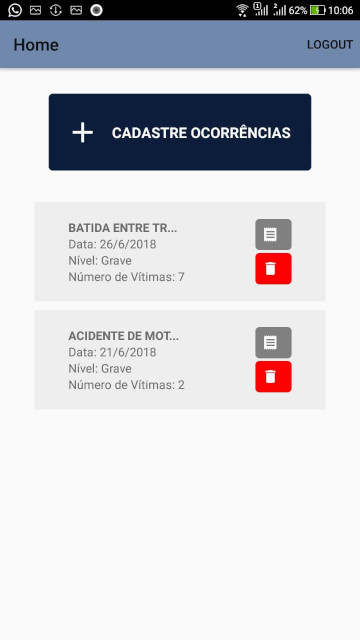 62% 10:06
Home LOGOUT
CADASTRE OCORRÊNCIAS
BATIDA ENTRE TR...
Data: 26/6/2018
Nível: Grave
Número de Vítimas: 7
ACIDENTE DE MOT...
Data: 21/6/2018
Nível: Grave
Número de Vítimas: 2